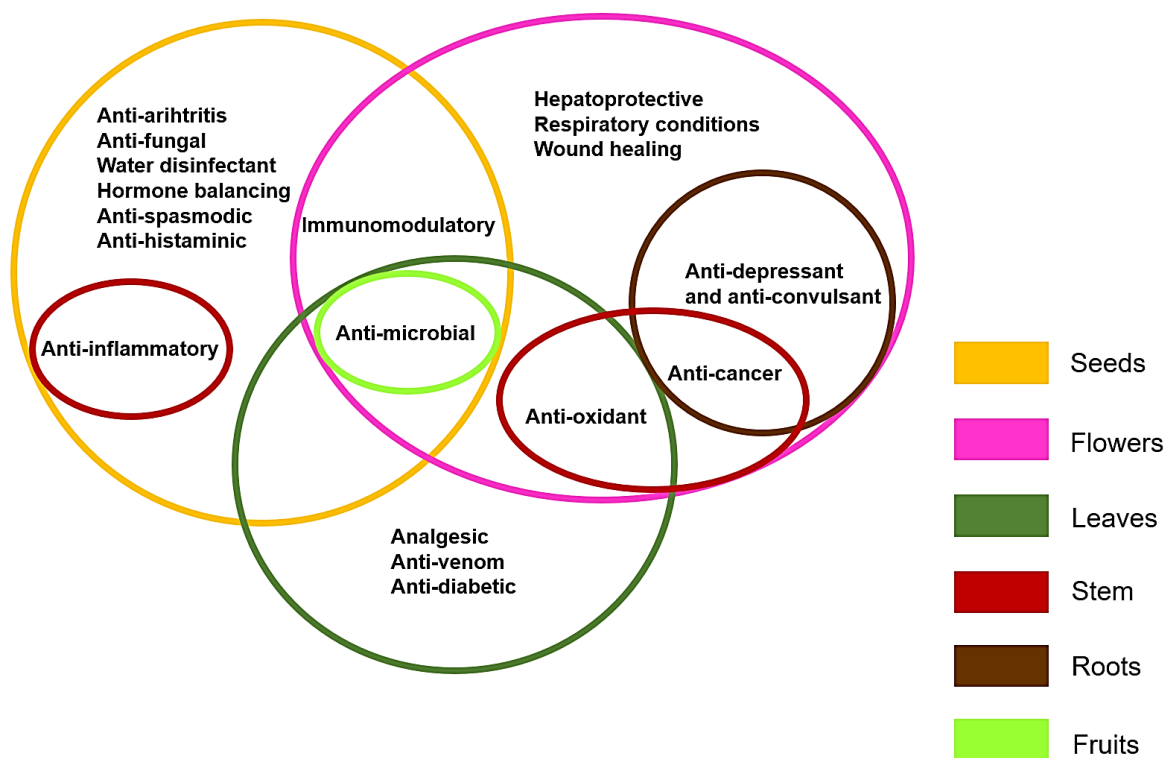 Anti-arihtritis
Anti-fungal
Water disinfectant
Hormone balancing
Anti-spasmodic
Anti-histaminic
Hepatoprotective
Respiratory conditions
Wound healing
Immunomodulatory
Anti-depressant
and anti-convulsant
Anti-microbial
Anti-inflammatory
Anti-cancer
Anti-oxidant
Analgesic
Anti-venom
Anti-diabetic
Seeds
Flowers
Leaves
Stem
Roots
Fruits